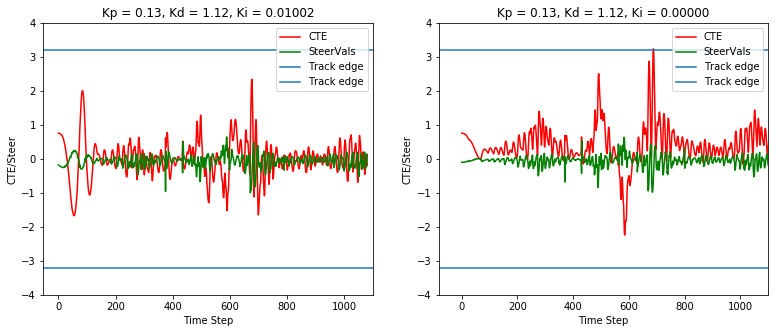 Kp = 0.13, Kd = 1.12, Ki = 0.01002
CTE
SteerVals
Track edge
Track edge
CTE/Steer
4
3
2
1
0
−1
−2
−3
−4
0 200 400 600 800 1000
Time Step
Kp = 0.13, Kd = 1.12, Ki = 0.00000
CTE
SteerVals
Track edge
Track edge
CTE/Steer
4
3
2
1
0
−1
−2
−3
−4
0 200 400 600 800 1000
Time Step